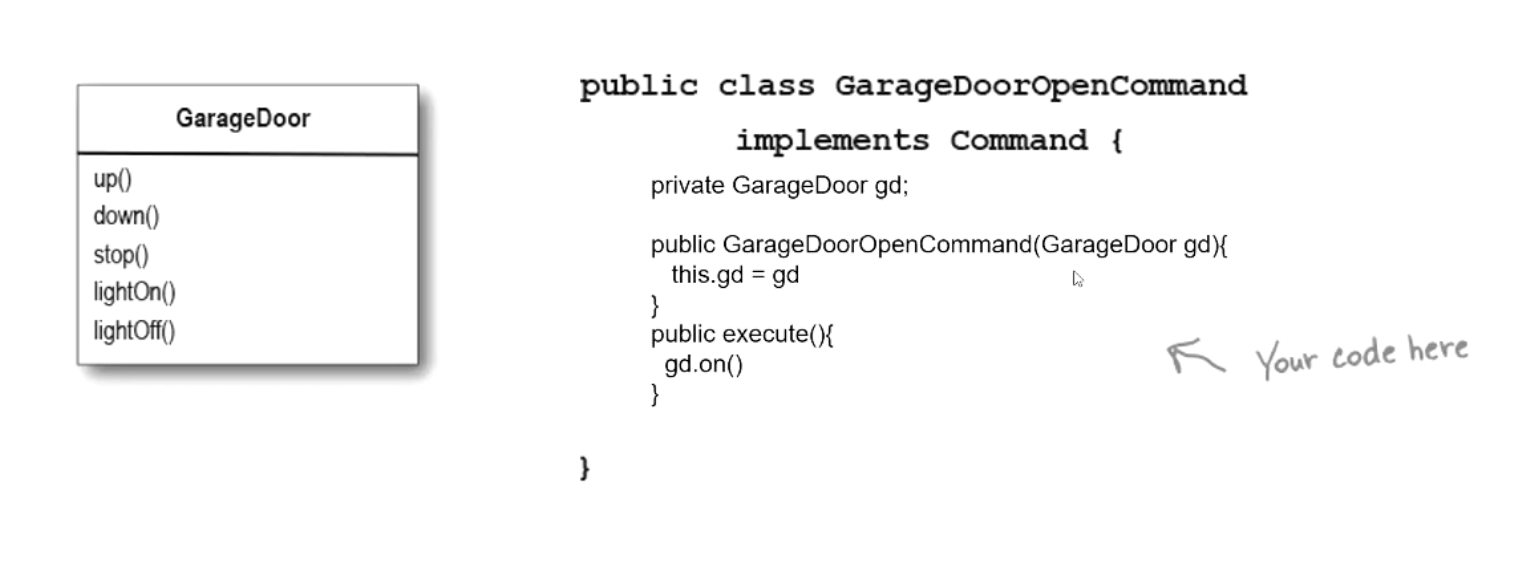 GarageDoor
up()
down()
stop()
lightOn()
lightOff()
public class GarageDoorOpenCommand
implements Command {
private GarageDoor gd;
public GarageDoorOpenCommand(GarageDoor gd){
this.gd = gd
}
public execute(){
gd.on()
}
Your code here
}